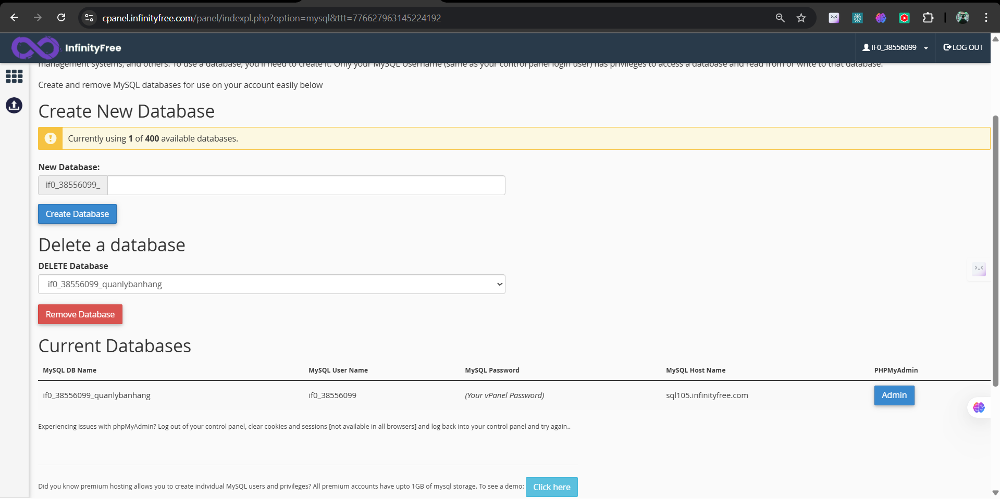 cpanel.infinityfree.com/panel/indexpl.php?option=mysql&ttt=776627963145224192
InfinityFree
IF0_38556099
LOG OUT
management systems, and others. To use a database, you'll need to create it. Only your MySQL Username (same as your control panel login user) has privileges to access a database and read from or write to that database.
Create and remove MySQL databases for use on your account easily below
Create New Database
Currently using 1 of 400 available databases.
New Database:
if0_38556099_
Create Database
Delete a database
DELETE Database
if0_38556099_quanlybanhang
Remove Database
Current Databases
MySQL DB Name MySQL User Name MySQL Password MySQL Host Name PHPMyAdmin
if0_38556099_quanlybanhang if0_38556099 (Your vPanel Password) sql105.infinityfree.com Admin
Experiencing issues with phpMyAdmin? Log out of your control panel, clear cookies and sessions [not available in all browsers] and log back into your control panel and try again..
Did you know premium hosting allows you to create individual MySQL users and privileges? All premium accounts have upto 1GB of mysql storage. To see a demo: Click here